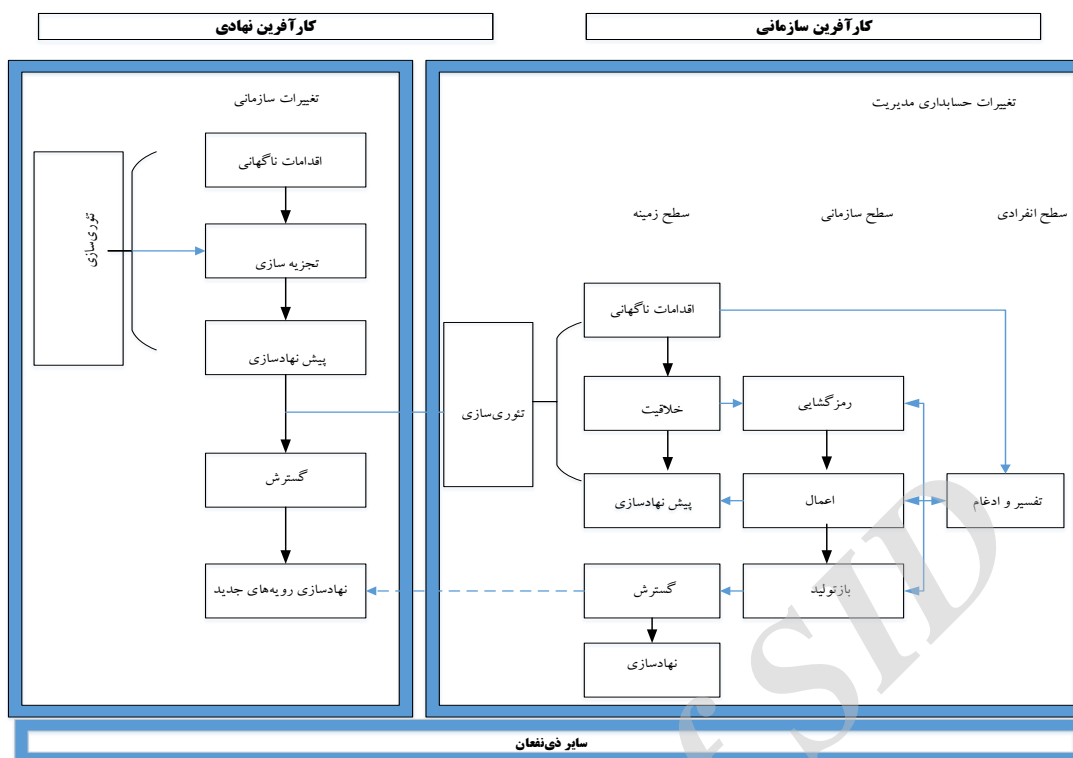 کارآفرین سازمانی
کارآفرین نهادی
تغییرات حسابداری مدیریت
سطح انفرادی
سطح سازمانی
سطح زمینه
اقدامات ناگهانی
خلاقیت
رمزگشایی
تئوری‌سازی
پیش نهادسازی
اعمال
تفسیر و ادغام
گسترش
بازتولید
نهادسازی
تغییرات سازمانی
اقدامات ناگهانی
تئوری‌سازی
تجزیه سازی
پیش نهادسازی
گسترش
نهادسازی رویه‌های جدید
سایر ذی‌نفعان
f SID